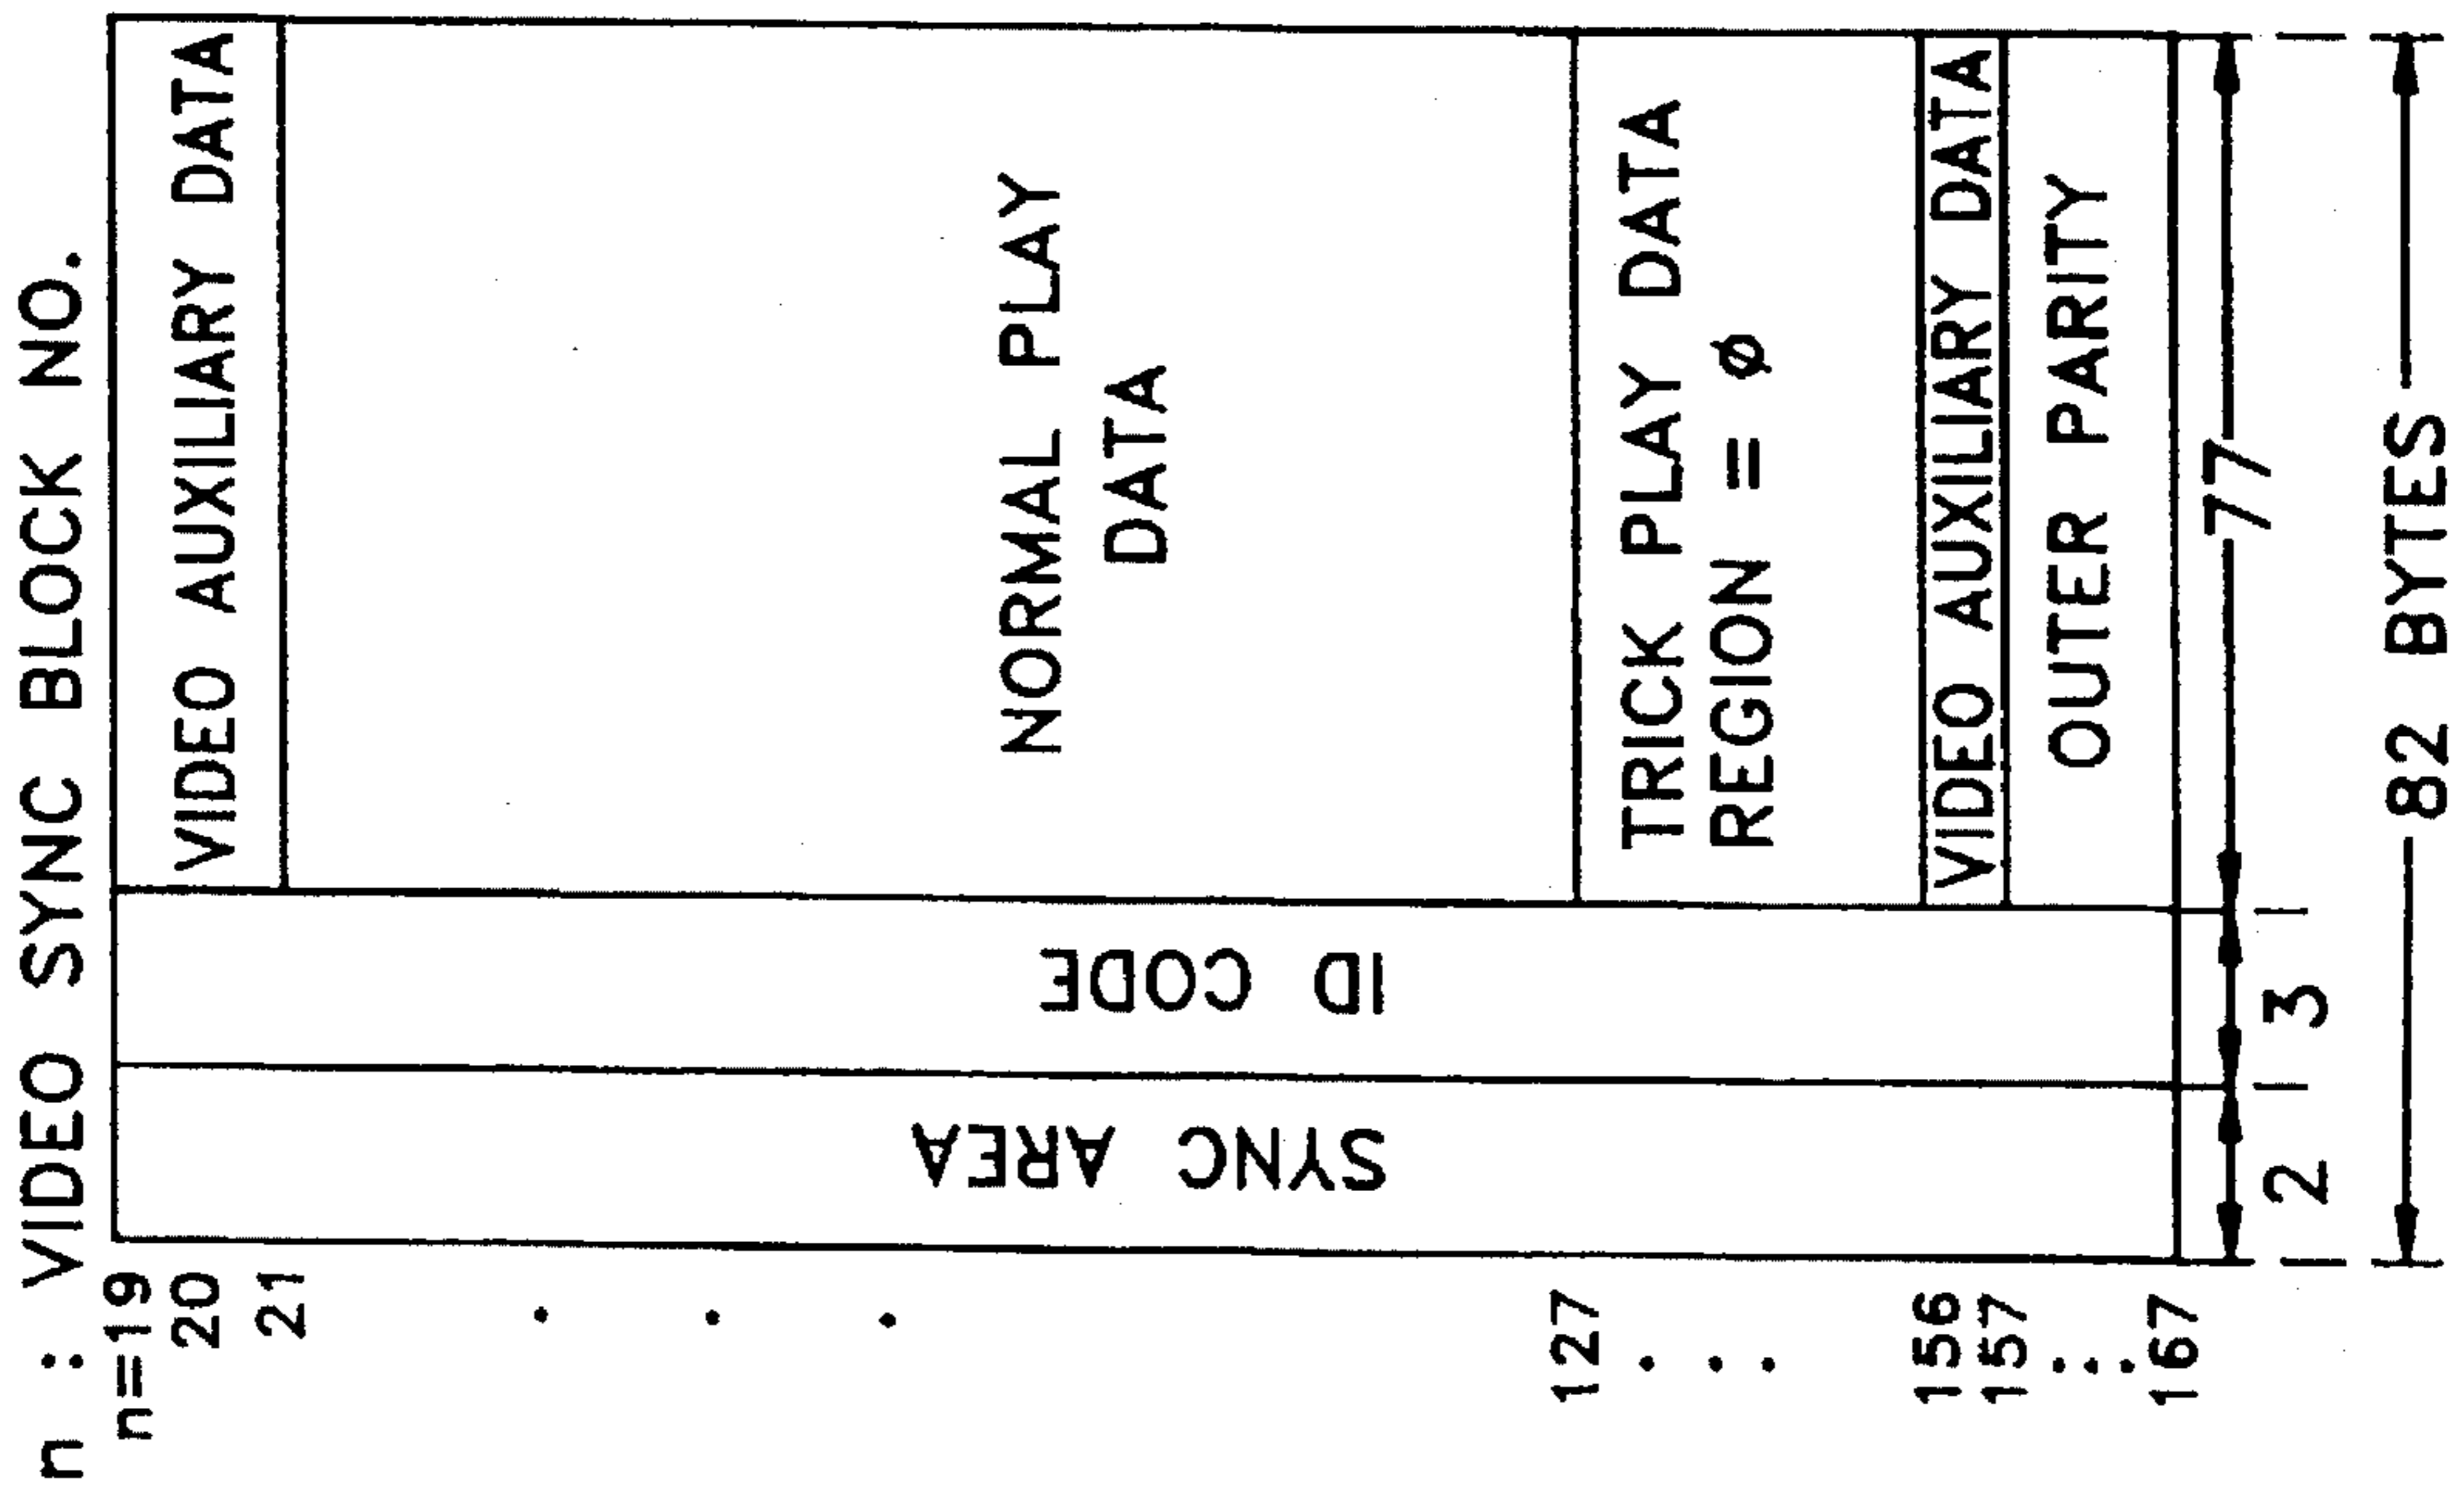 n : VIDEO SYNC BLOCK NO.
n=19
20
21
.
.
.
127
.
.
.
156
157
.
.
.
167
SYNC AREA
ID CODE
VIDEO AUXILIARY DATA
NORMAL PLAY
DATA
TRICK PLAY DATA
REGION = ø
VIDEO AUXILIARY DATA
OUTER PARITY
2
3
77
82 BYTES